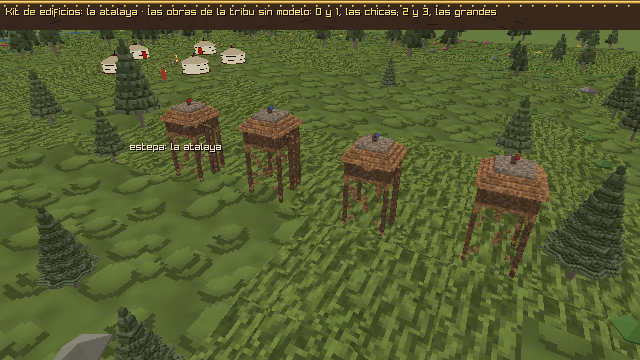 Kit de edificios: la atalaya · las obras de la tribu sin modelo: 0 y 1, las chicas, 2 y 3, las grandes
estepa: la atalaya